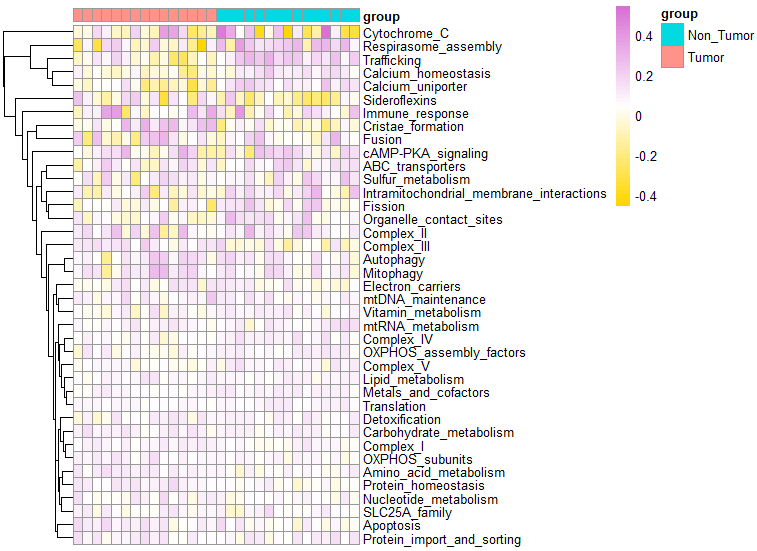 group
Cytochrome_C
Respirasome_assembly
Trafficking
Calcium_homeostasis
Calcium_uniporter
Sideroflexins
Immune_response
Cristae_formation
Fusion
cAMP-PKA_signaling
ABC_transporters
Sulfur_metabolism
Intramitochondrial_membrane_interactions
Fission
Organelle_contact_sites
Complex_II
Complex_III
Autophagy
Mitophagy
Electron_carriers
mtDNA_maintenance
Vitamin_metabolism
mtRNA_metabolism
Complex_IV
OXPHOS_assembly_factors
Complex_V
Lipid_metabolism
Metals_and_cofactors
Translation
Detoxification
Carbohydrate_metabolism
Complex_I
OXPHOS_subunits
Amino_acid_metabolism
Protein_homeostasis
Nucleotide_metabolism
SLC25A_family
Apoptosis
Protein_import_and_sorting
0.4
0.2
0
-0.2
-0.4
group
Non_Tumor
Tumor